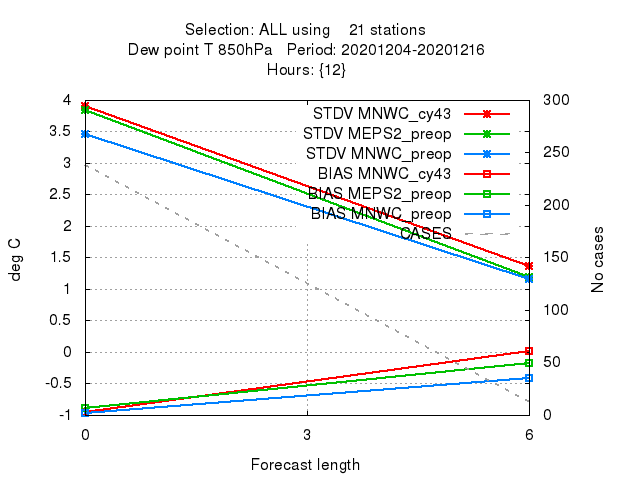 Selection: ALL using 21 stations
Dew point T 850hPa Period: 20201204-20201216
Hours: {12}
4
3.5
3
2.5
2
1.5
1
0.5
0
-0.5
-1
300
250
200
150
100
50
0
STDV MNWC_cy43
STDV MEPS2_preop
STDV MNWC_preop
BIAS MNWC_cy43
BIAS MEPS2_preop
BIAS MNWC_preop
CASES
deg C
No cases
0 3 6
Forecast length